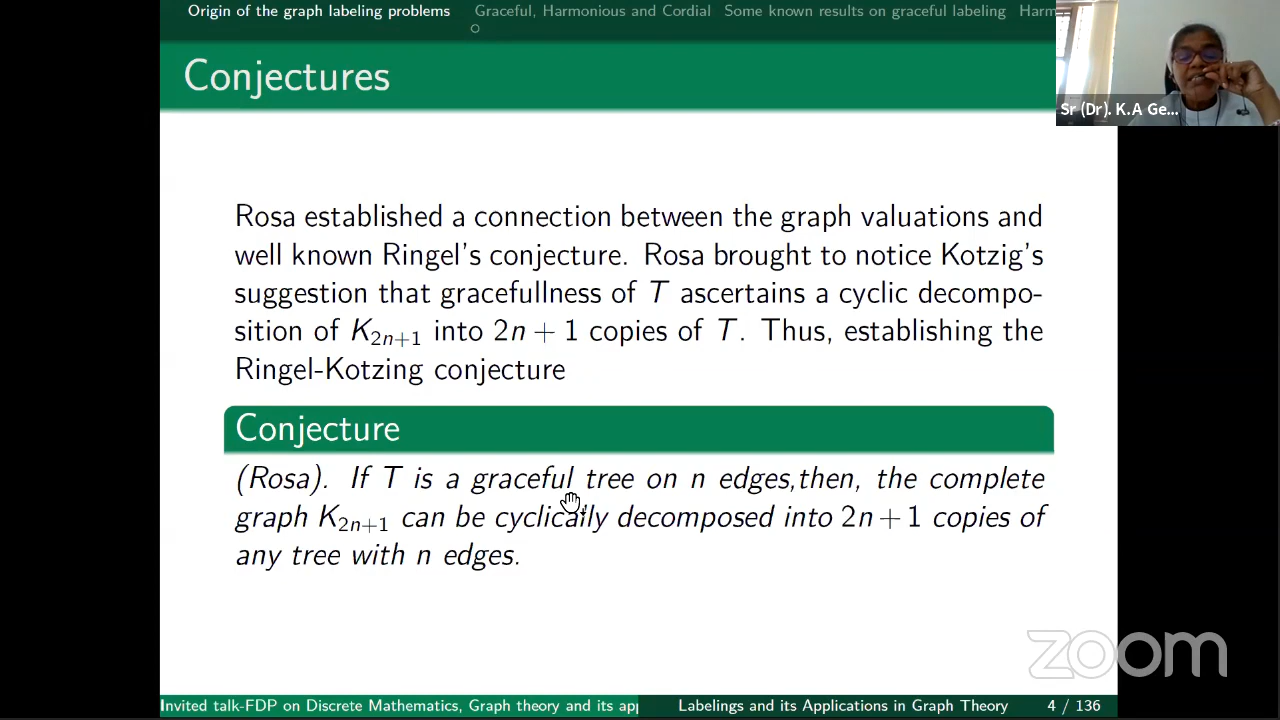 Origin of the graph labeling problems Graceful, Harmonious and Cordial Some known results on graceful labeling Harm
Conjectures
Sr (Dr). K.A Ge...
Rosa established a connection between the graph valuations and
well known Ringel's conjecture. Rosa brought to notice Kotzig's
suggestion that gracefullness of T ascertains a cyclic decompo-
sition of K₂ₙ₊₁ into 2n + 1 copies of T. Thus, establishing the
Ringel-Kotzing conjecture
Conjecture
(Rosa). If T is a graceful tree on n edges,then, the complete
graph K₂ₙ₊₁ can be cyclically decomposed into 2n + 1 copies of
any tree with n edges.
zoom
Invited talk-FDP on Discrete Mathematics, Graph theory and its app Labelings and its Applications in Graph Theory 4 / 136